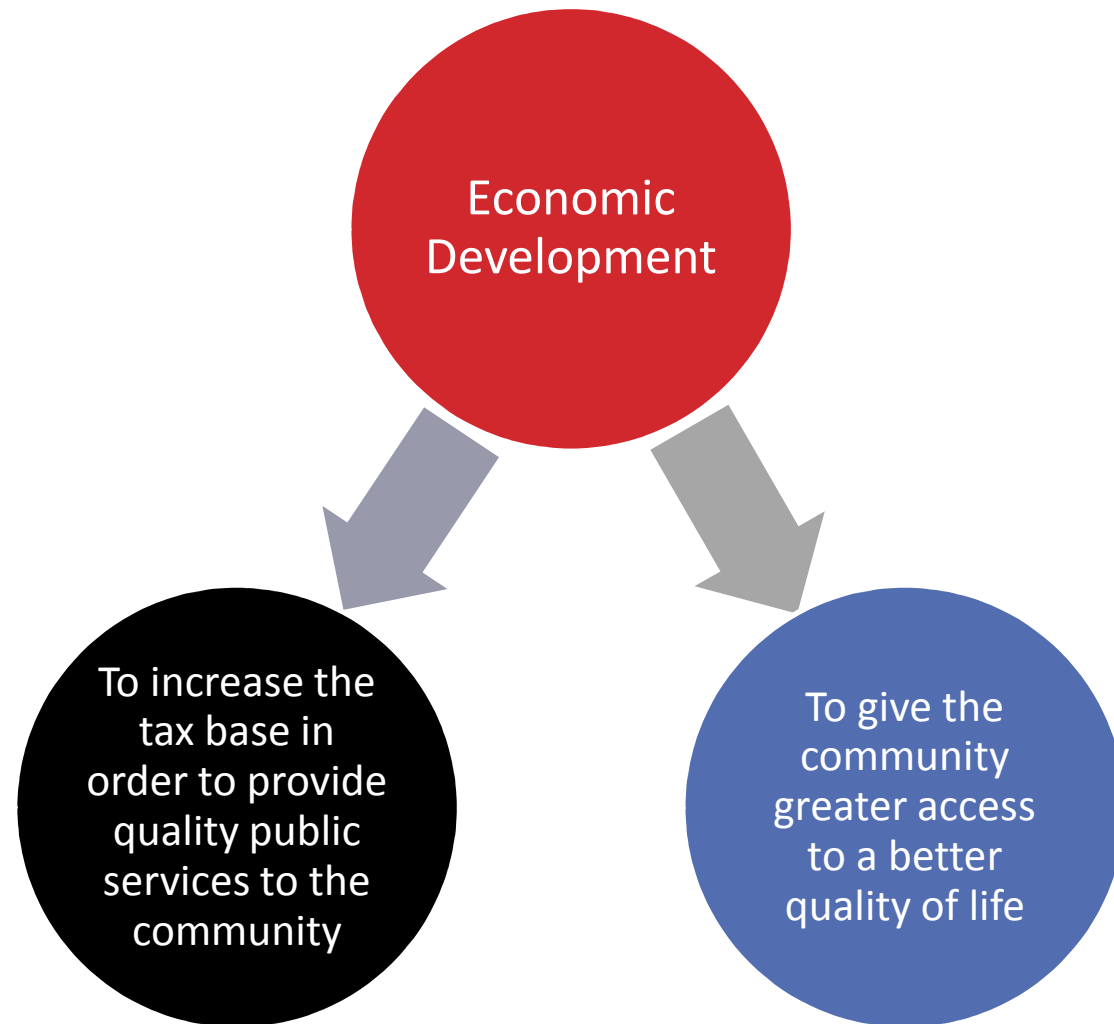 Economic
Development
To increase the
tax base in
order to provide
quality public
services to the
community
To give the
community
greater access
to a better
quality of life